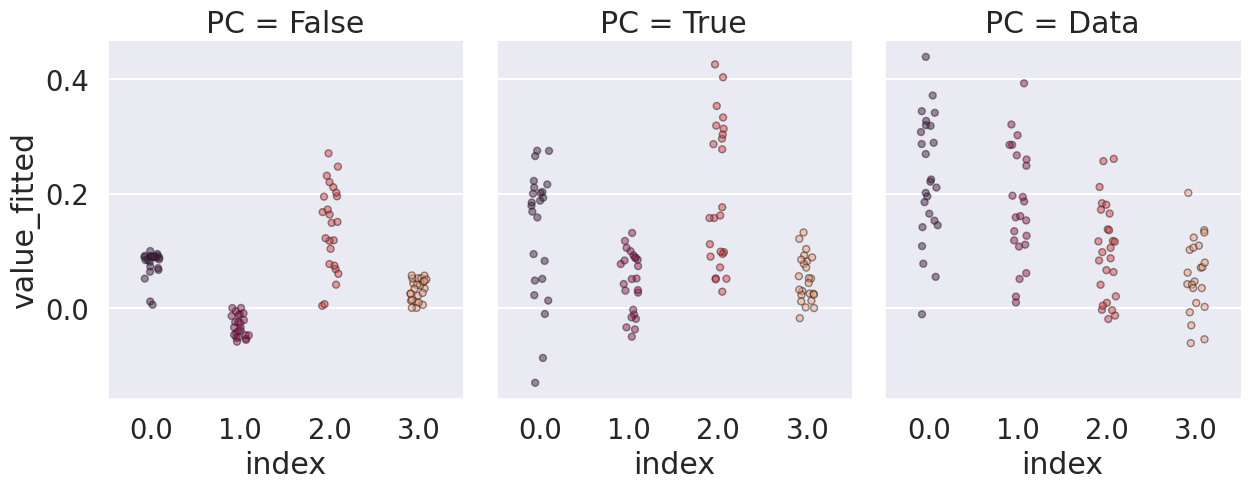 PC = False
PC = True
PC = Data
value_fitted
0.4
0.2
0.0
0.0 1.0 2.0 3.0
0.0 1.0 2.0 3.0
0.0 1.0 2.0 3.0
index
index
index